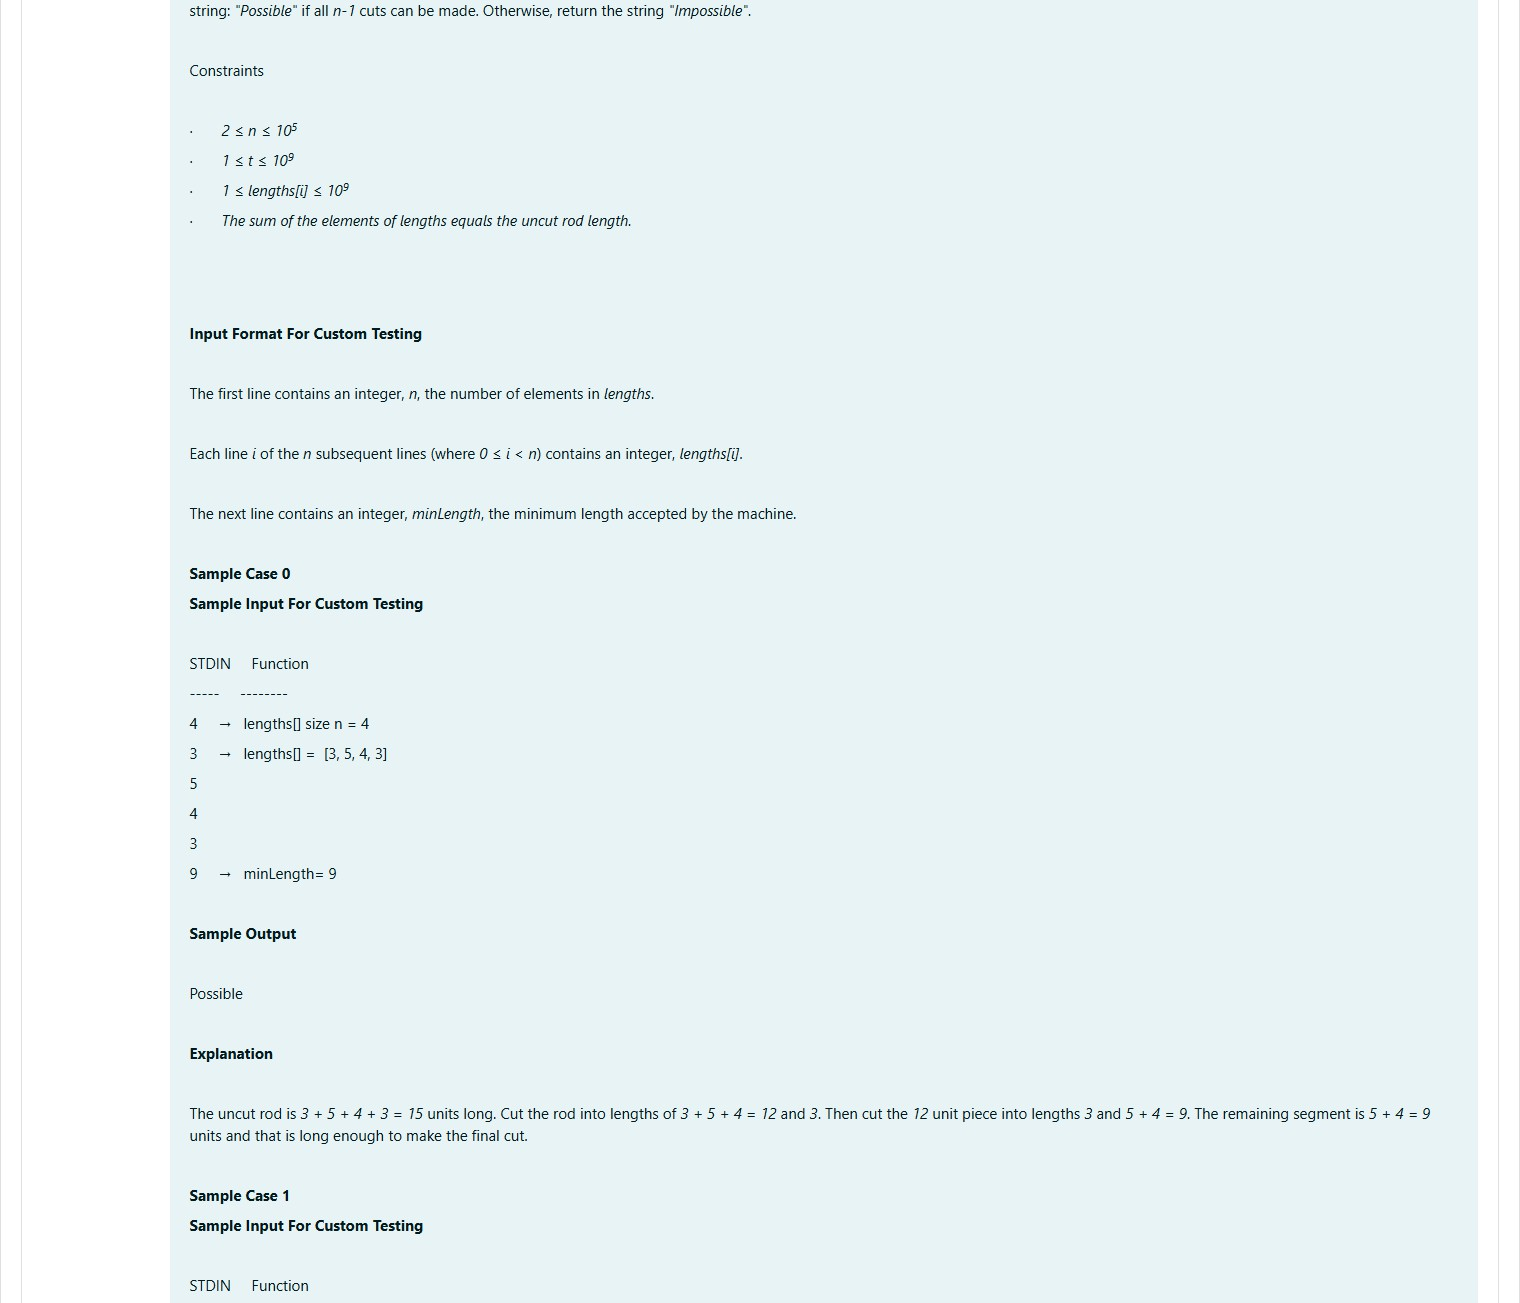 string: "Possible" if all n-1 cuts can be made. Otherwise, return the string "Impossible".
Constraints
· 2 ≤ n ≤ 10⁵
· 1 ≤ t ≤ 10⁹
· 1 ≤ lengths[i] ≤ 10⁹
· The sum of the elements of lengths equals the uncut rod length.
Input Format For Custom Testing
The first line contains an integer, n, the number of elements in lengths.
Each line i of the n subsequent lines (where 0 ≤ i < n) contains an integer, lengths[i].
The next line contains an integer, minLength, the minimum length accepted by the machine.
Sample Case 0
Sample Input For Custom Testing
STDIN Function
----- --------
4 → lengths[] size n = 4
3 → lengths[] = [3, 5, 4, 3]
5
4
3
9 → minLength= 9
Sample Output
Possible
Explanation
The uncut rod is 3 + 5 + 4 + 3 = 15 units long. Cut the rod into lengths of 3 + 5 + 4 = 12 and 3. Then cut the 12 unit piece into lengths 3 and 5 + 4 = 9. The remaining segment is 5 + 4 = 9
units and that is long enough to make the final cut.
Sample Case 1
Sample Input For Custom Testing
STDIN Function